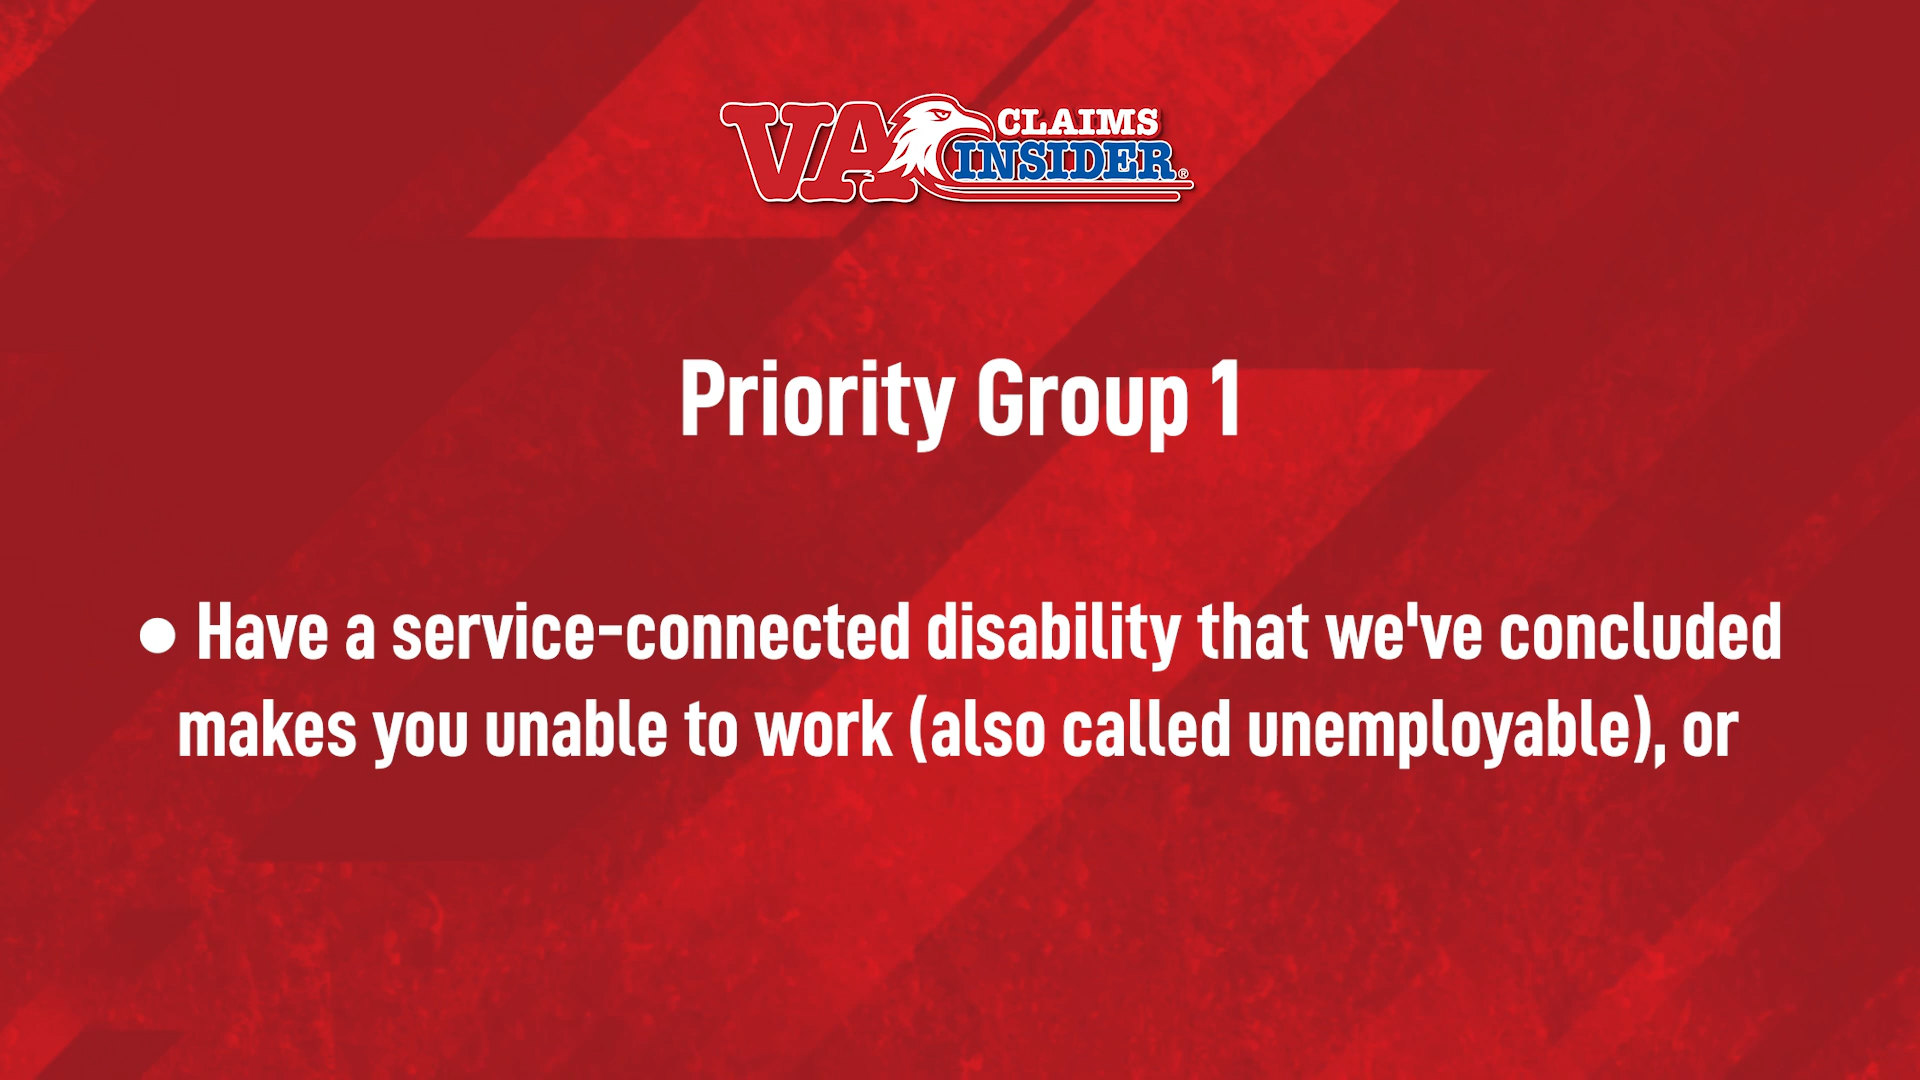 VA CLAIMS
INSIDER®
Priority Group 1
● Have a service-connected disability that we've concluded
makes you unable to work (also called unemployable), or